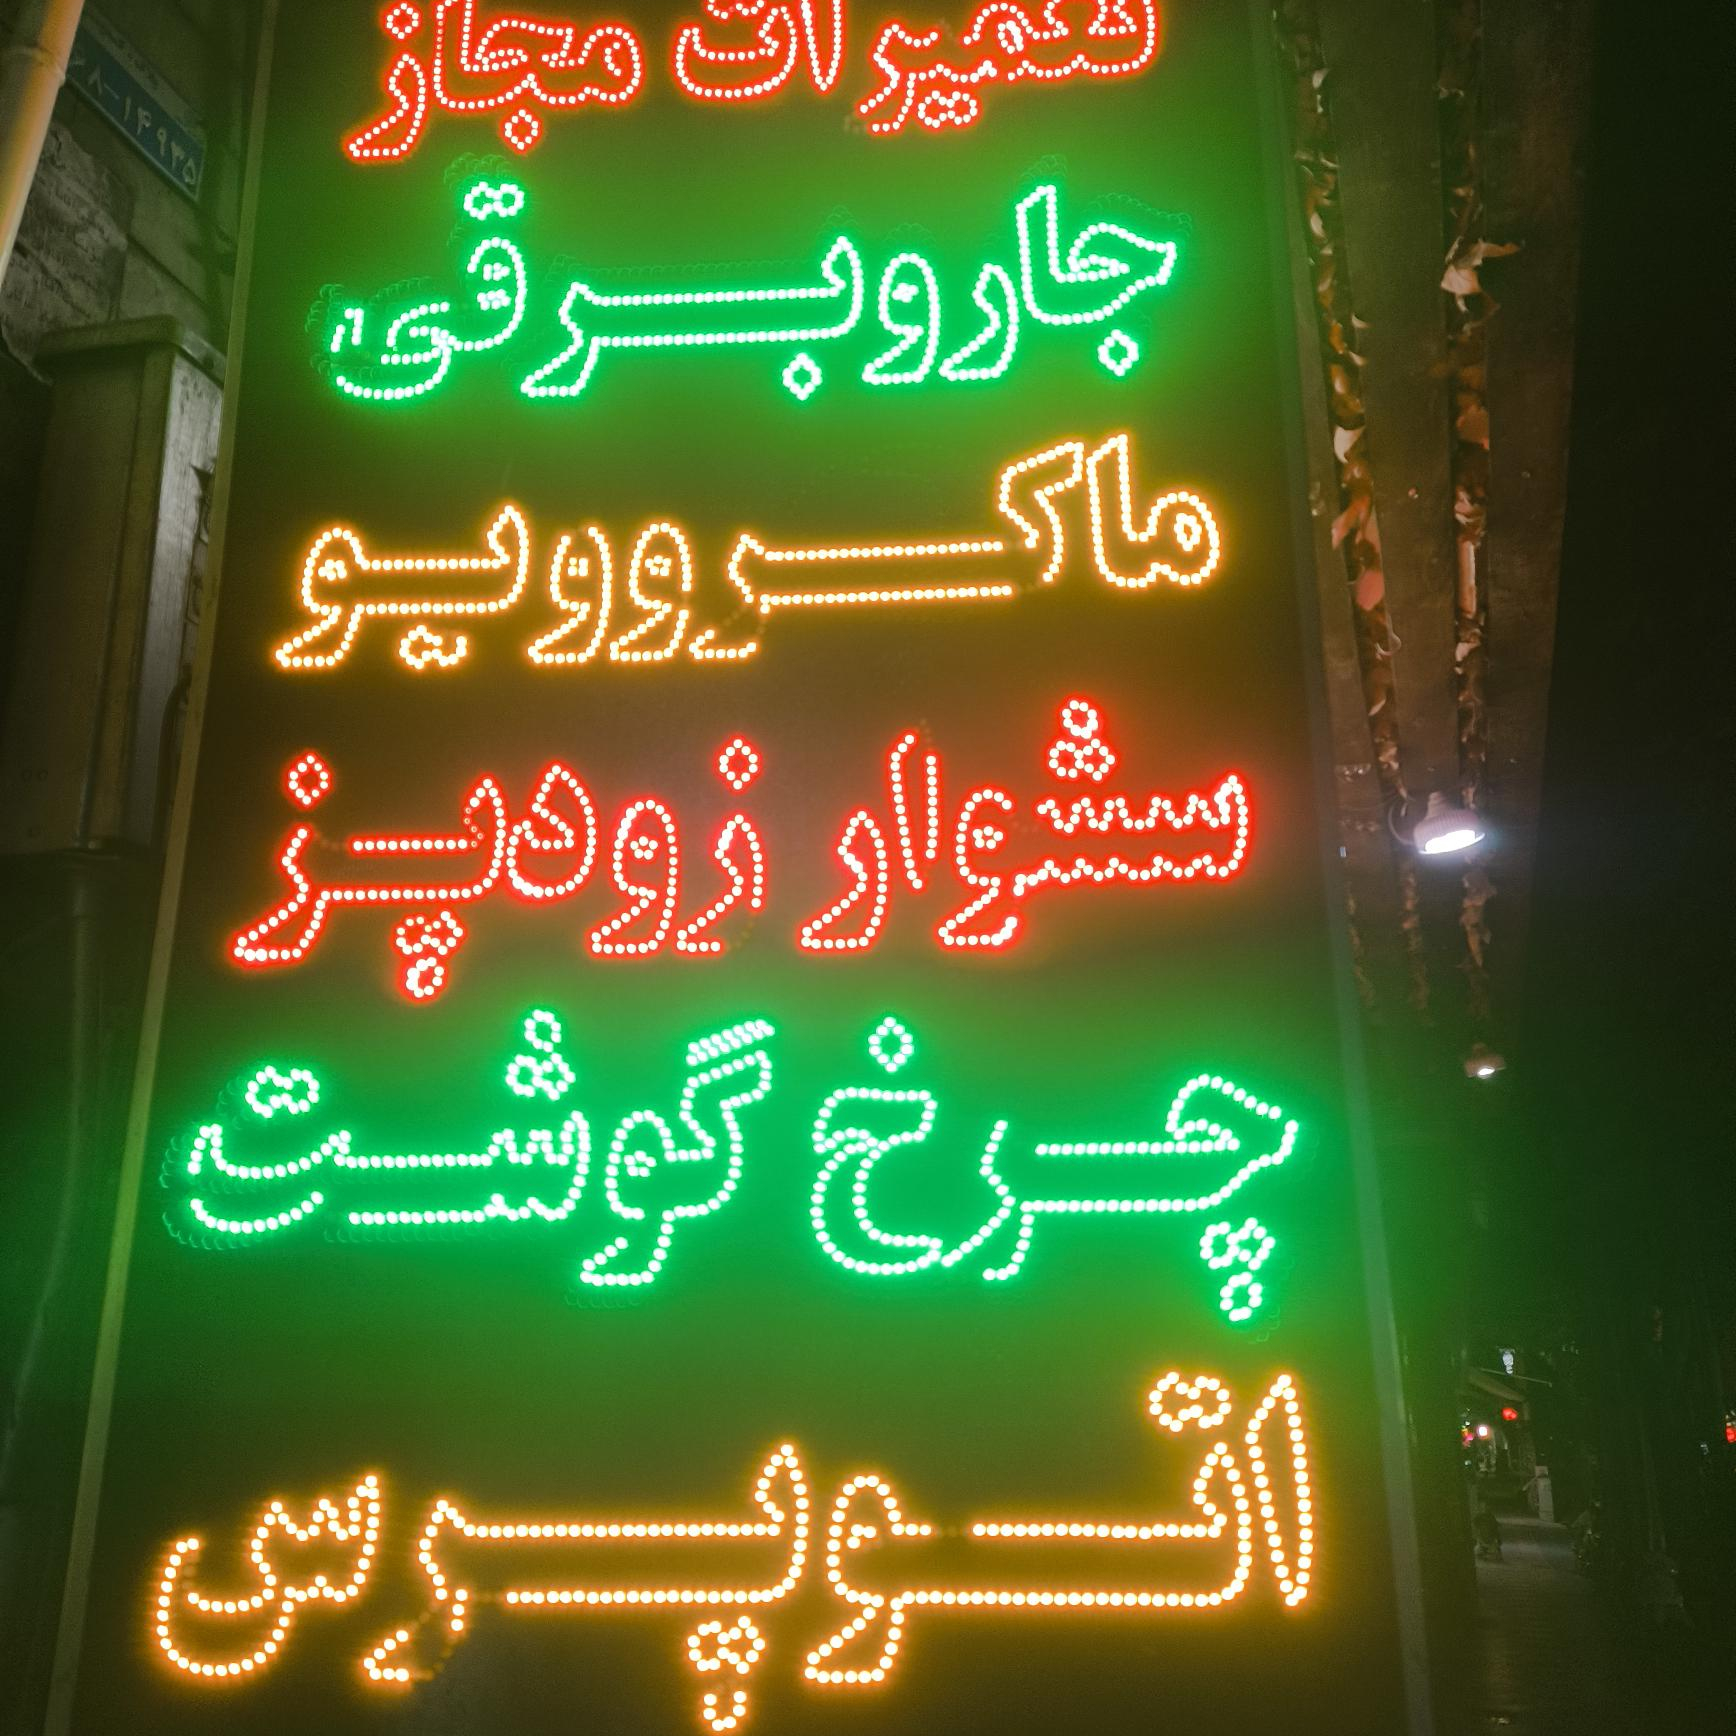 تعمیرات مجاز
جاروبرقی
ماکروویو
سشوار زودپز
چرخ گوشت
اتوپرس